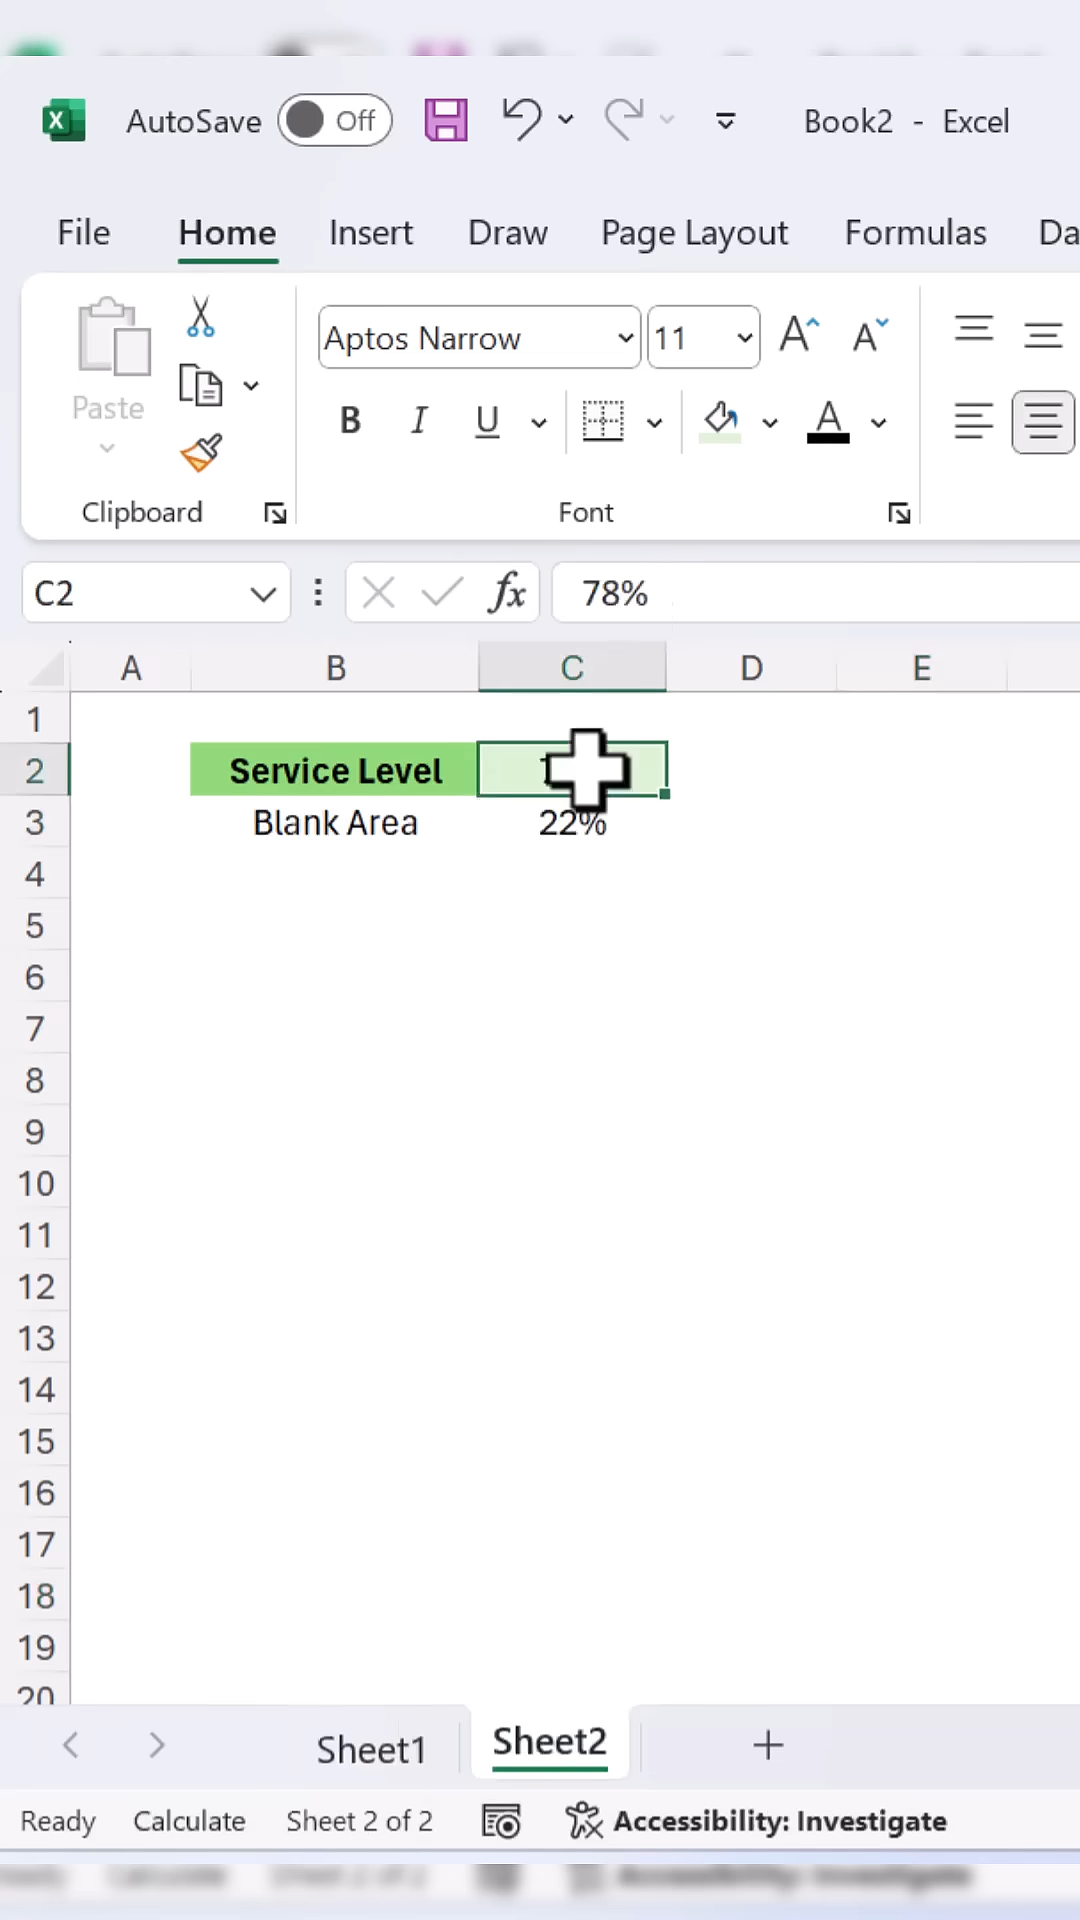 AutoSave Off Book2 - Excel
File Home Insert Draw Page Layout Formulas Da
Paste
Aptos Narrow 11
B I U A
Clipboard Font
C2 fx 78%
A B C D E
1
2 Service Level
3 Blank Area 22%
4
5
6
7
8
9
10
11
12
13
14
15
16
17
18
19
20
Sheet1 Sheet2
Ready Calculate Sheet 2 of 2 Accessibility: Investigate